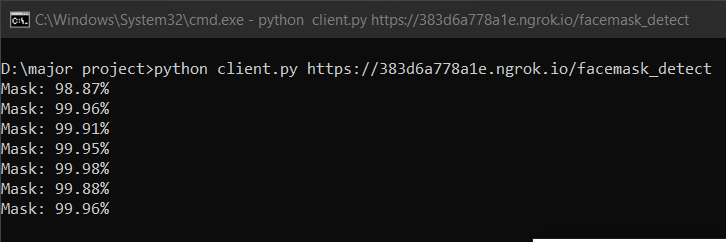 C:\Windows\System32\cmd.exe - python  client.py https://383d6a778a1e.ngrok.io/facemask_detect
D:\major project>python client.py https://383d6a778a1e.ngrok.io/facemask_detect
Mask: 98.87%
Mask: 99.96%
Mask: 99.91%
Mask: 99.95%
Mask: 99.98%
Mask: 99.88%
Mask: 99.96%